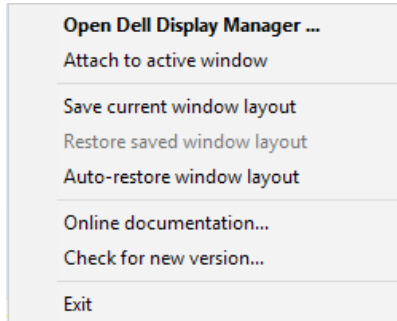 Open Dell Display Manager ...
Attach to active window
Save current window layout
Restore saved window layout
Auto-restore window layout
Online documentation...
Check for new version...
Exit